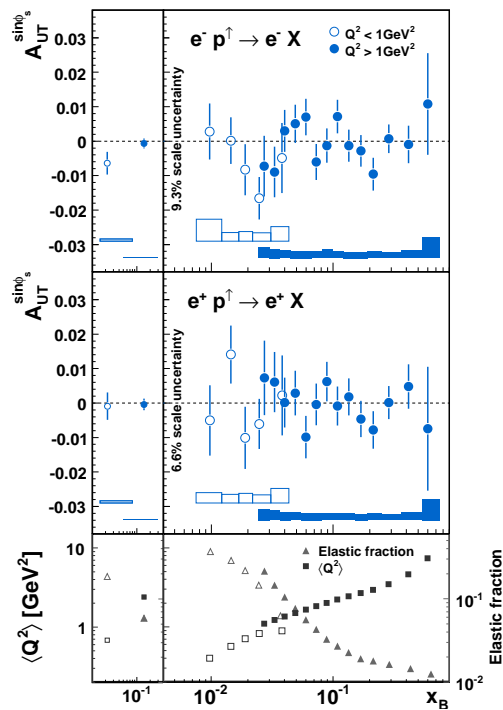 A_UT^sinϕ_s
0.03
0.02
0.01
0
-0.01
-0.02
-0.03
e⁻ p↑ → e⁻ X
Q² < 1GeV²
Q² > 1GeV²
9.3% scale uncertainty
A_UT^sinϕ_s
0.03
0.02
0.01
0
-0.01
-0.02
-0.03
e⁺ p↑ → e⁺ X
6.6% scale uncertainty
⟨Q²⟩ [GeV²]
10
1
Elastic fraction
⟨Q²⟩
10⁻¹
10⁻²
Elastic fraction
10⁻¹
10⁻²
10⁻¹
x_B